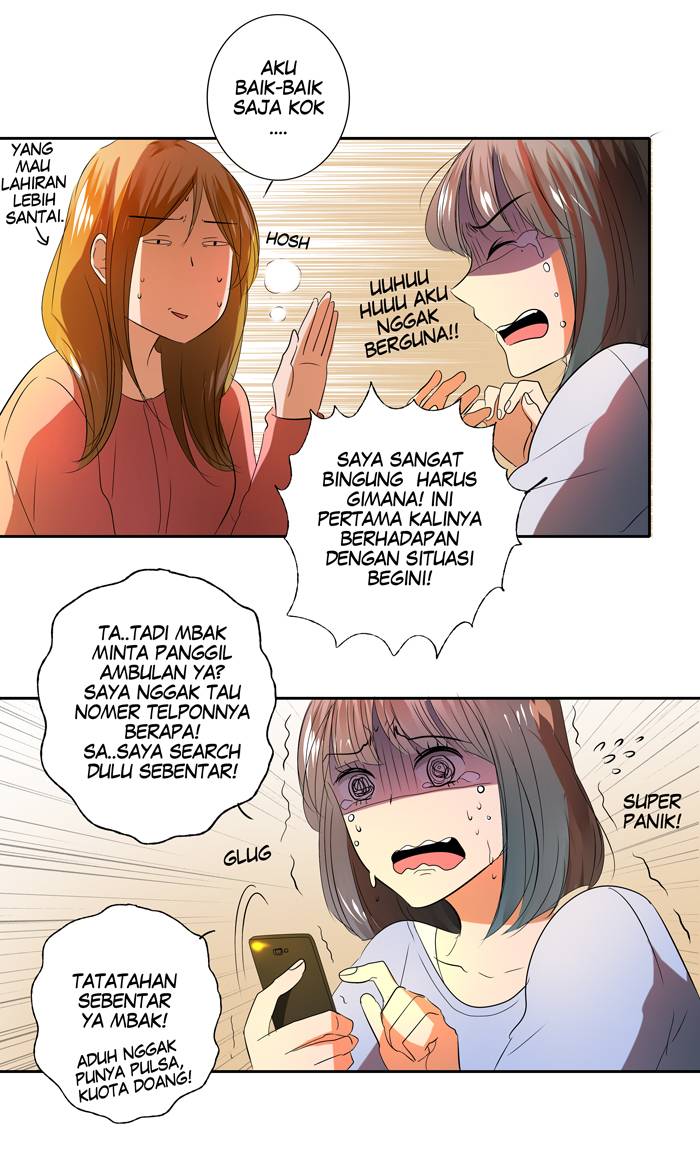 AKU
BAIK-BAIK
SAJA KOK
....
YANG
MAU
LAHIRAN
LEBIH
SANTAI.
HOSH
UUHUU
HUUU AKU
NGGAK
BERGUNA!!
SAYA SANGAT
BINGUNG HARUS
GIMANA! INI
PERTAMA KALINYA
BERHADAPAN
DENGAN SITUASI
BEGINI!
TA..TADI MBAK
MINTA PANGGIL
AMBULAN YA?
SAYA NGGAK TAU
NOMER TELPONNYA
BERAPA!
SA..SAYA SEARCH
DULU SEBENTAR!
GLUG
SUPER
PANIK!
TATATAHAN
SEBENTAR
YA MBAK!
ADUH NGGAK
PUNYA PULSA,
KUOTA DOANG!